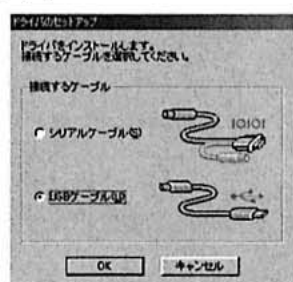 ドライバのセットアップ
ドライバをインストールします。
接続するケーブルを選択してください。
接続するケーブル
シリアルケーブル(S)
10101
USBケーブル(U)
OK
キャンセル